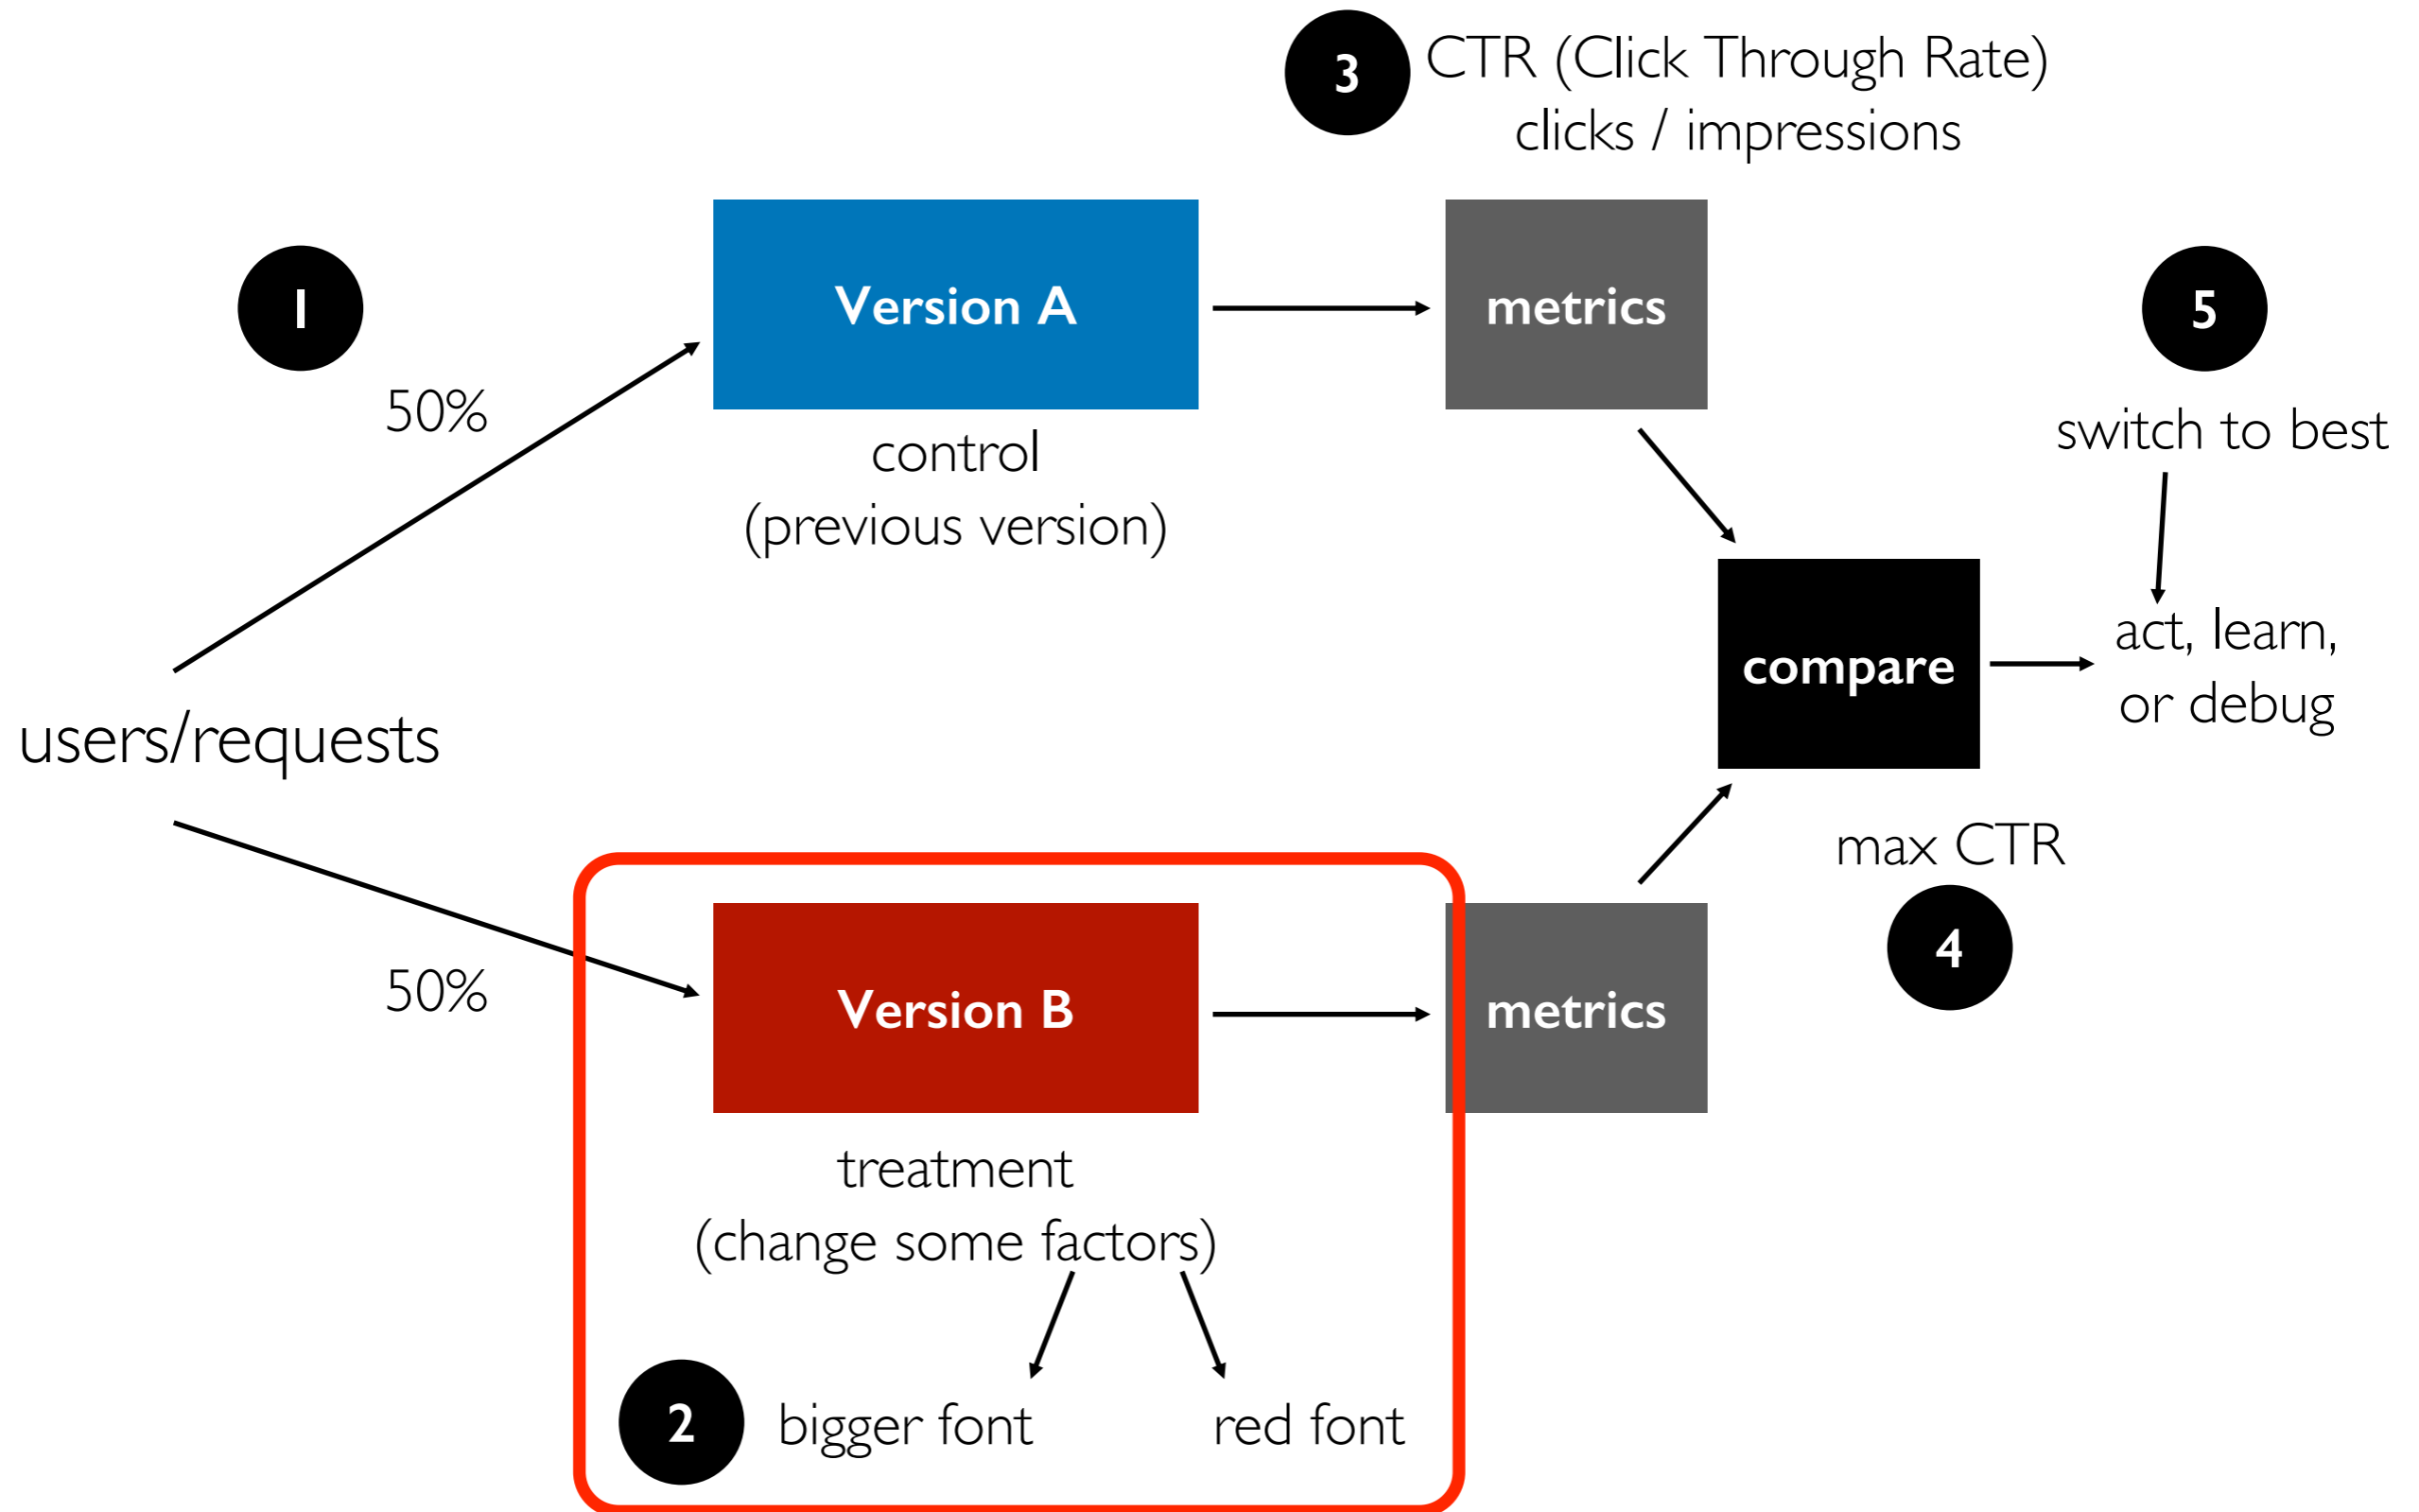 3
CTR (Click Through Rate)
clicks / impressions
1
50%
Version A
control
(previous version)
metrics
5
switch to best
compare
act, learn,
or debug
users/requests
max CTR
4
50%
Version B
metrics
treatment
(change some factors)
2
bigger font
red font